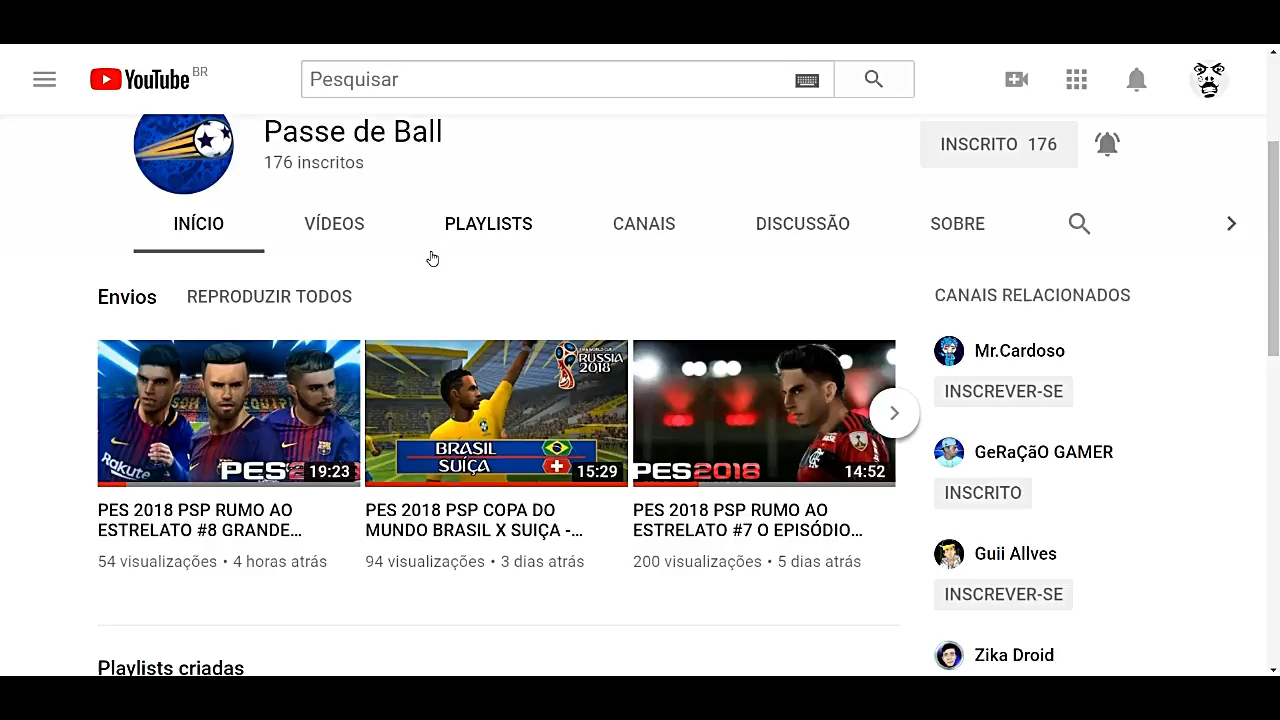 YouTube BR
Pesquisar
Passe de Ball
176 inscritos
INSCRITO 176
INÍCIO
VÍDEOS
PLAYLISTS
CANAIS
DISCUSSÃO
SOBRE
Envios
REPRODUZIR TODOS
Rakuten
PES
19:23
RUSSIA
2018
BRASIL
SUIÇA
15:29
PES2018
14:52
PES 2018 PSP RUMO AO
ESTRELATO #8 GRANDE...
54 visualizações • 4 horas atrás
PES 2018 PSP COPA DO
MUNDO BRASIL X SUIÇA -...
94 visualizações • 3 dias atrás
PES 2018 PSP RUMO AO
ESTRELATO #7 O EPISÓDIO...
200 visualizações • 5 dias atrás
CANAIS RELACIONADOS
Mr.Cardoso
INSCREVER-SE
GeRaÇãO GAMER
INSCRITO
Guii Allves
INSCREVER-SE
Zika Droid
Playlists criadas